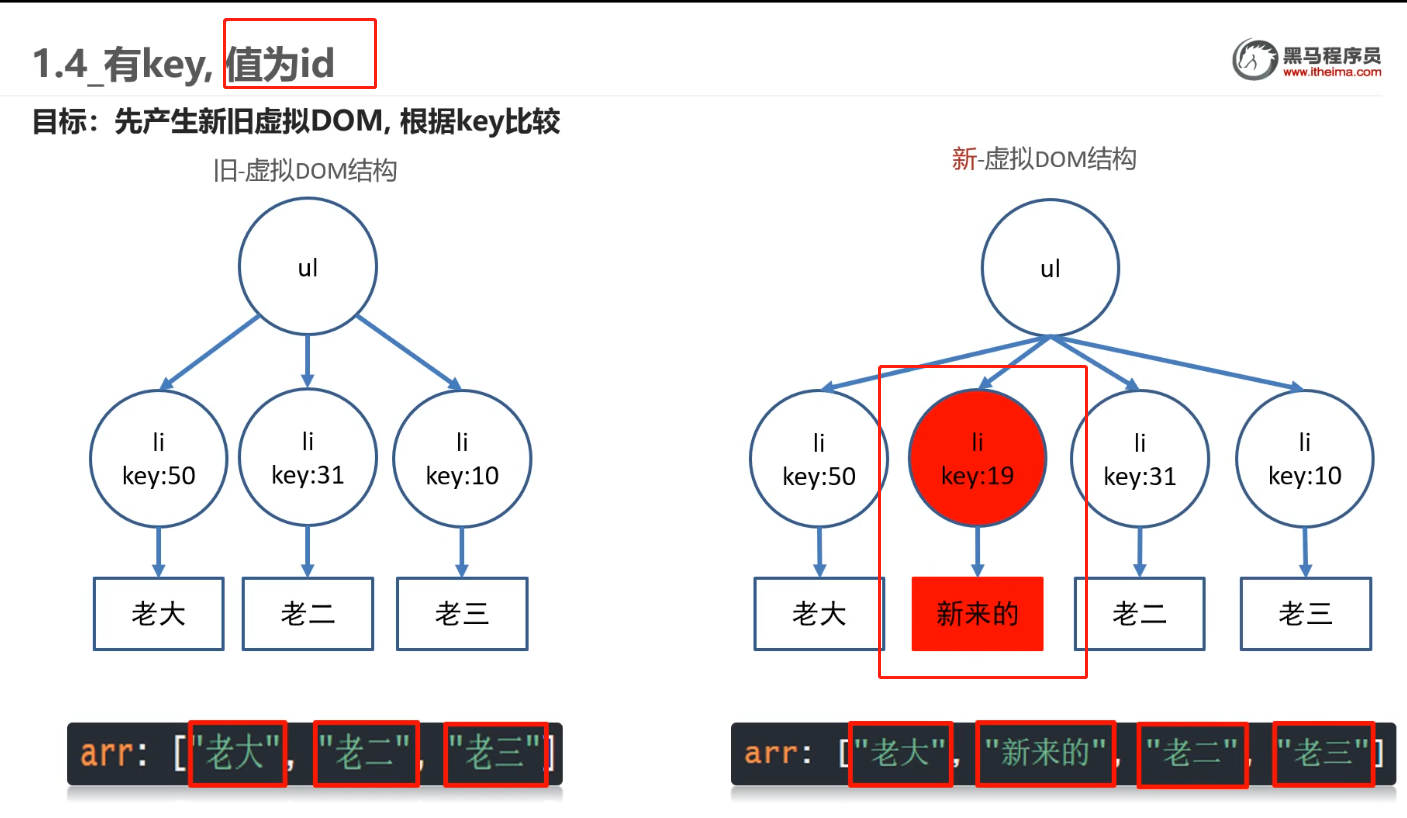 1.4_有key, 值为id
黑马程序员
www.itheima.com
目标：先产生新旧虚拟DOM, 根据key比较
旧-虚拟DOM结构
ul
li
key:50
li
key:31
li
key:10
老大
老二
老三
arr: ["老大", "老二", "老三"]
新-虚拟DOM结构
ul
li
key:50
li
key:19
li
key:31
li
key:10
老大
新来的
老二
老三
arr: ["老大", "新来的", "老二", "老三"]